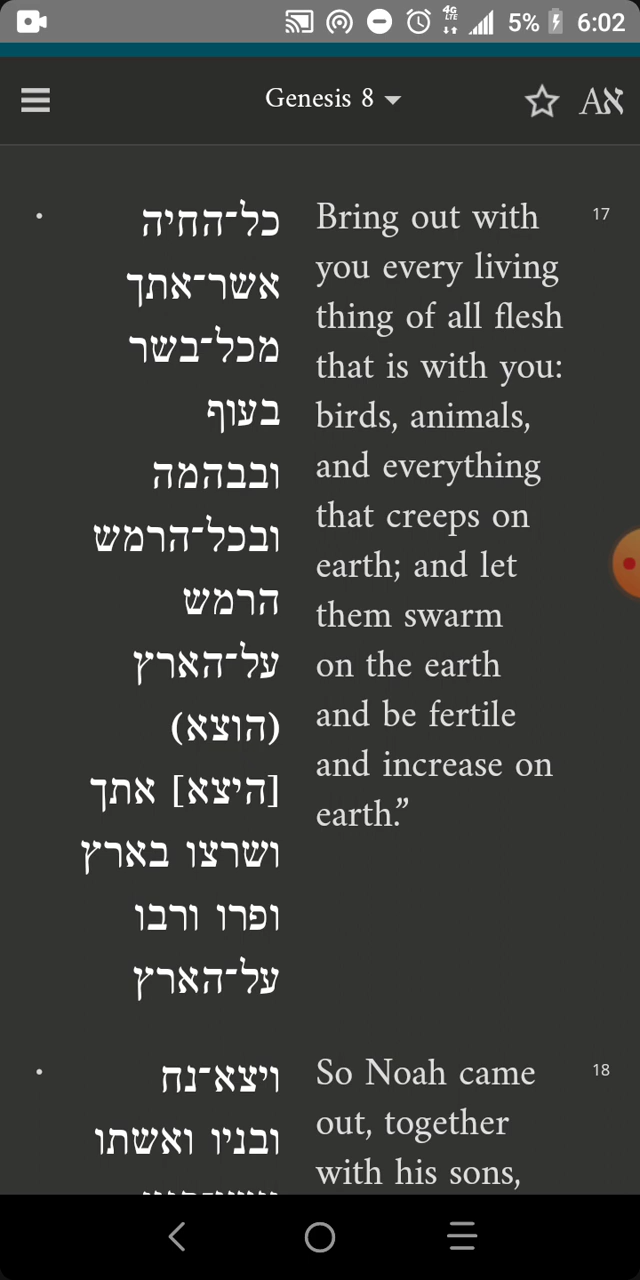 4G
LTE
5%
6:02
Genesis 8
Aא
17
כל־החיה
אשר־אתך
מכל־בשר
בעוף
ובבהמה
ובכל־הרמש
הרמש
על־הארץ
(הוצא)
[היצא] אתך
ושרצו בארץ
ופרו ורבו
על־הארץ
Bring out with
you every living
thing of all flesh
that is with you:
birds, animals,
and everything
that creeps on
earth; and let
them swarm
on the earth
and be fertile
and increase on
earth.”
18
ויצא־נח
ובניו ואשתו
So Noah came
out, together
with his sons,